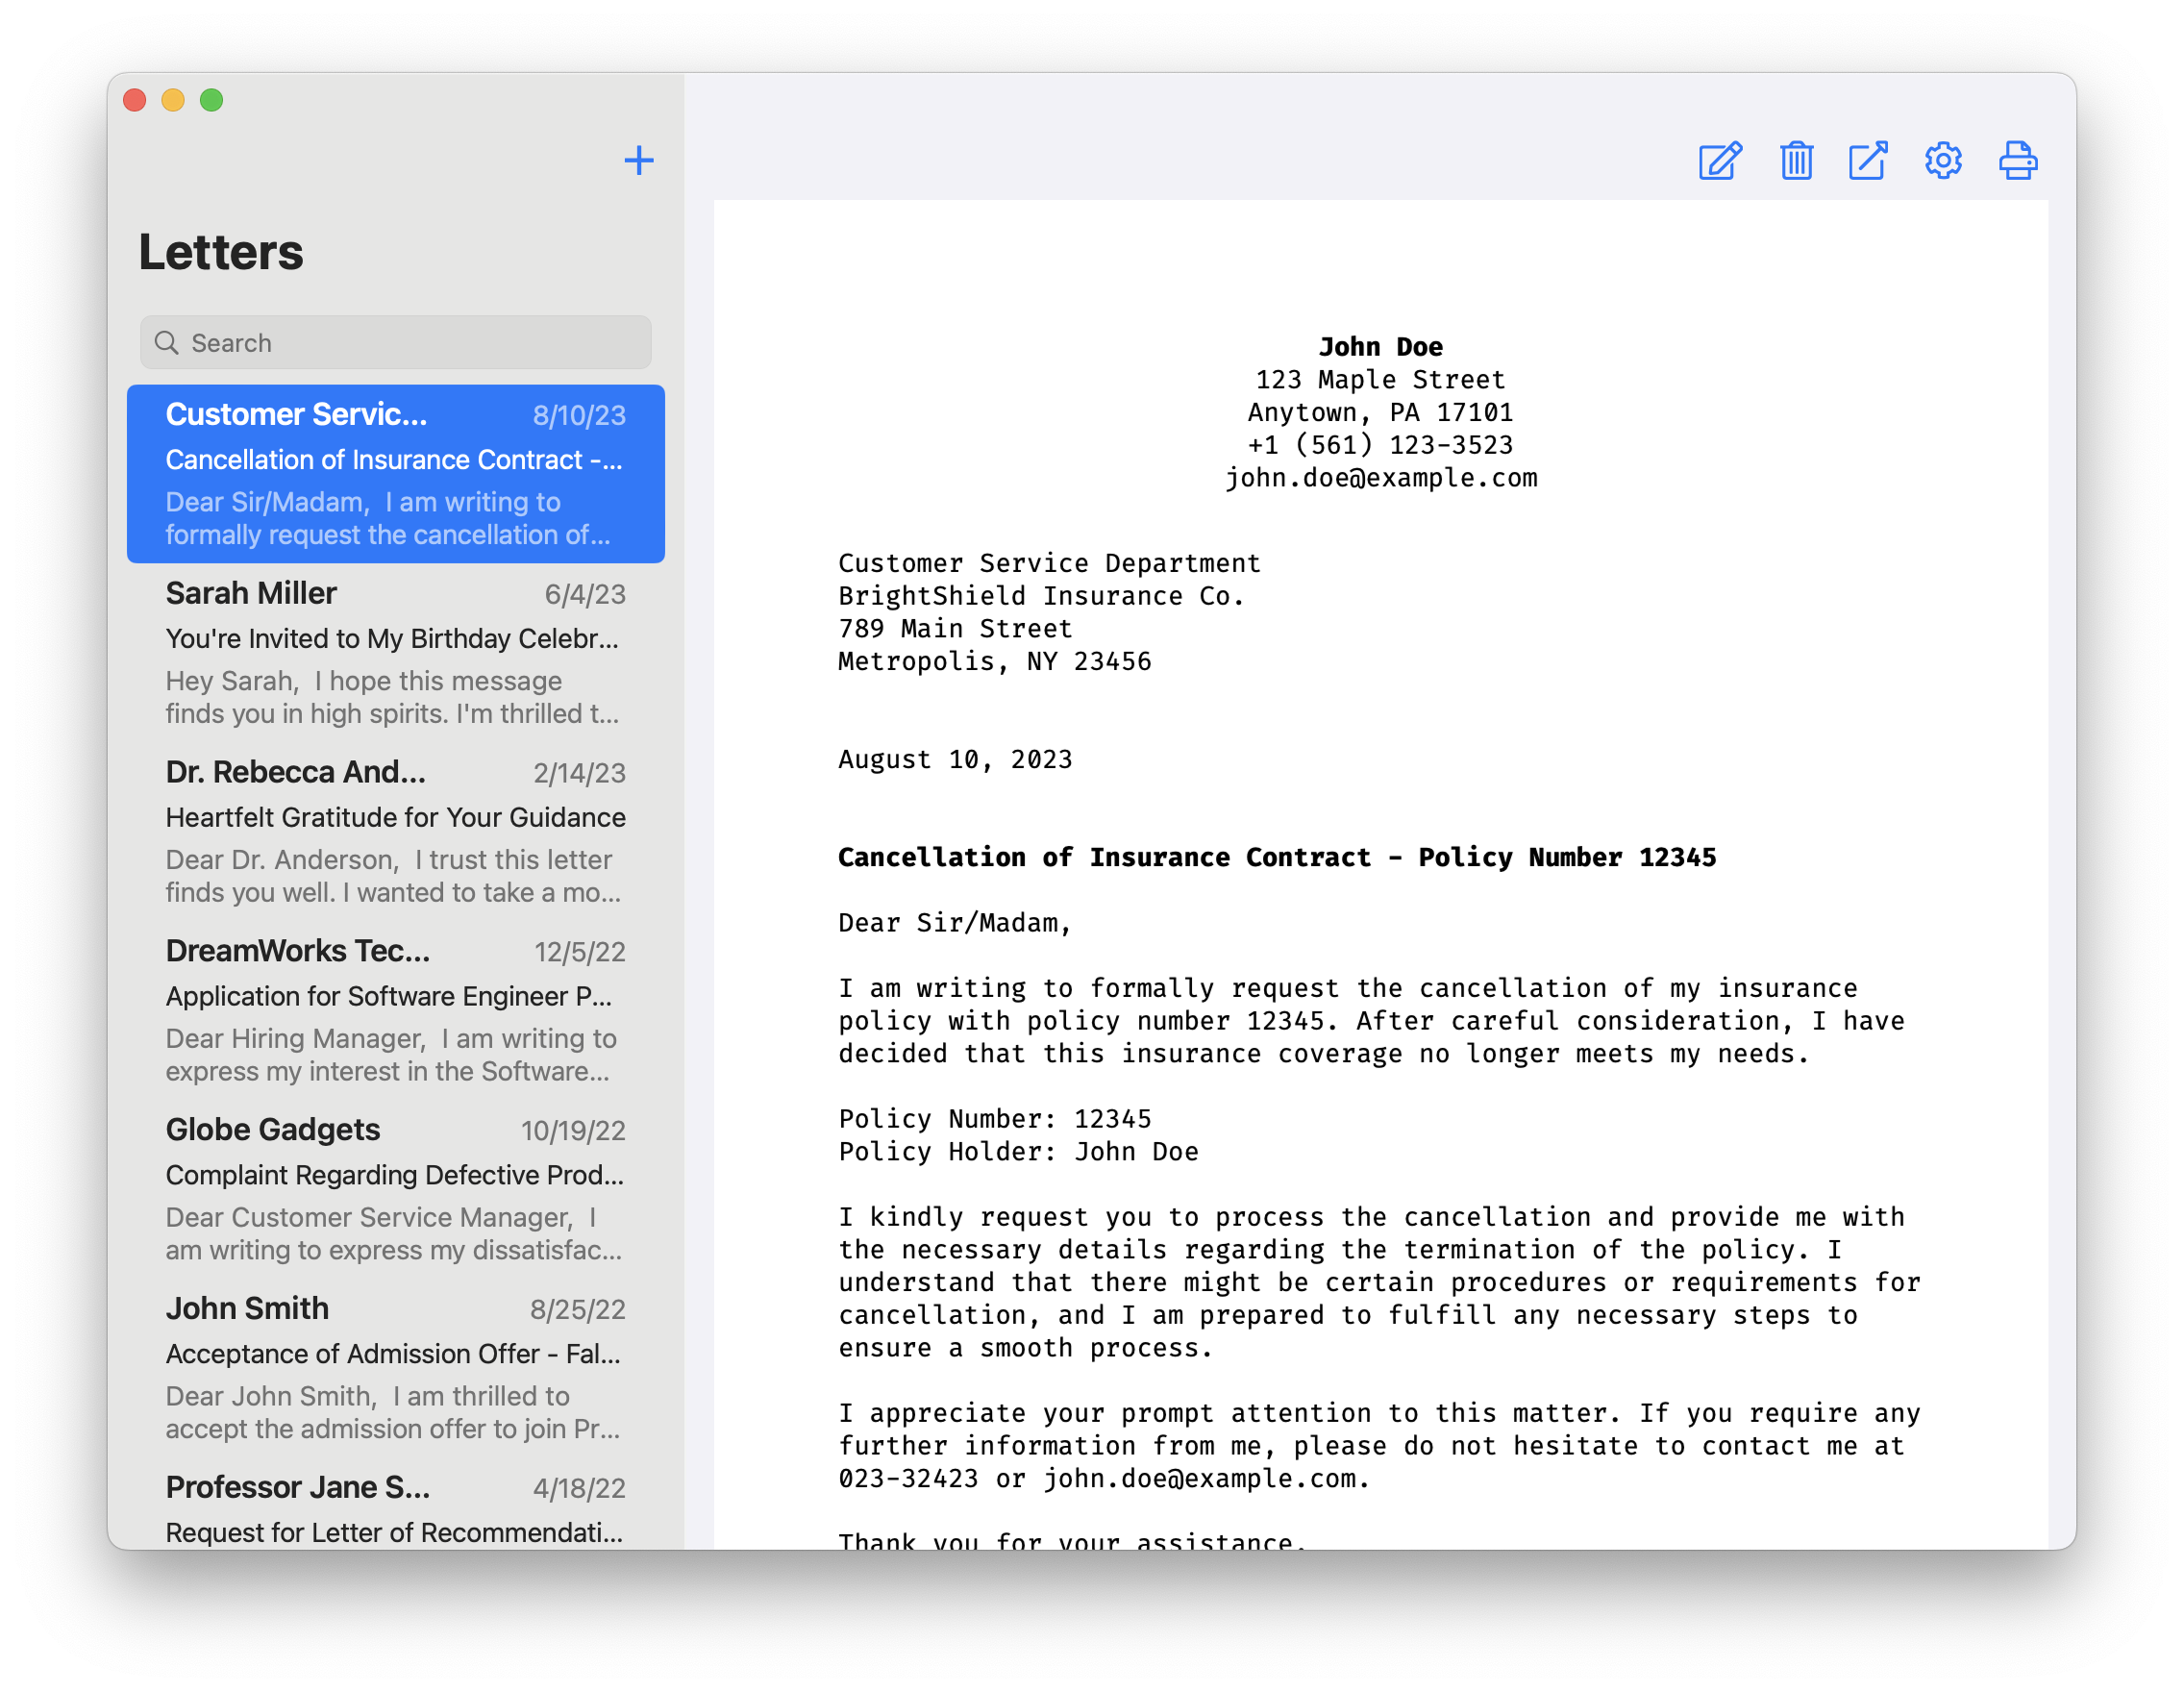 Letters
Search
Customer Servic... 8/10/23
Cancellation of Insurance Contract -...
Dear Sir/Madam, I am writing to
formally request the cancellation of...
Sarah Miller 6/4/23
You're Invited to My Birthday Celebr...
Hey Sarah, I hope this message
finds you in high spirits. I'm thrilled t...
Dr. Rebecca And... 2/14/23
Heartfelt Gratitude for Your Guidance
Dear Dr. Anderson, I trust this letter
finds you well. I wanted to take a mo...
DreamWorks Tec... 12/5/22
Application for Software Engineer P...
Dear Hiring Manager, I am writing to
express my interest in the Software...
Globe Gadgets 10/19/22
Complaint Regarding Defective Prod...
Dear Customer Service Manager, I
am writing to express my dissatisfac...
John Smith 8/25/22
Acceptance of Admission Offer - Fal...
Dear John Smith, I am thrilled to
accept the admission offer to join Pr...
Professor Jane S... 4/18/22
Request for Letter of Recommendati...
John Doe
123 Maple Street
Anytown, PA 17101
+1 (561) 123-3523
john.doe@example.com
Customer Service Department
BrightShield Insurance Co.
789 Main Street
Metropolis, NY 23456
August 10, 2023
Cancellation of Insurance Contract - Policy Number 12345
Dear Sir/Madam,
I am writing to formally request the cancellation of my insurance
policy with policy number 12345. After careful consideration, I have
decided that this insurance coverage no longer meets my needs.
Policy Number: 12345
Policy Holder: John Doe
I kindly request you to process the cancellation and provide me with
the necessary details regarding the termination of the policy. I
understand that there might be certain procedures or requirements for
cancellation, and I am prepared to fulfill any necessary steps to
ensure a smooth process.
I appreciate your prompt attention to this matter. If you require any
further information from me, please do not hesitate to contact me at
023-32423 or john.doe@example.com.
Thank you for your assistance.